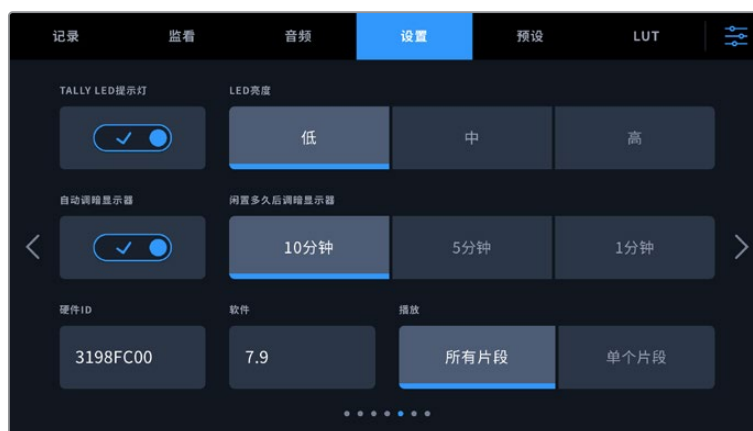 记录 监看 音频 设置 预设 LUT
TALLY LED提示灯 LED亮度
低 中 高
自动调暗显示器 闲置多久后调暗显示器
10分钟 5分钟 1分钟
硬件ID 软件 播放
3198FC00 7.9 所有片段 单个片段